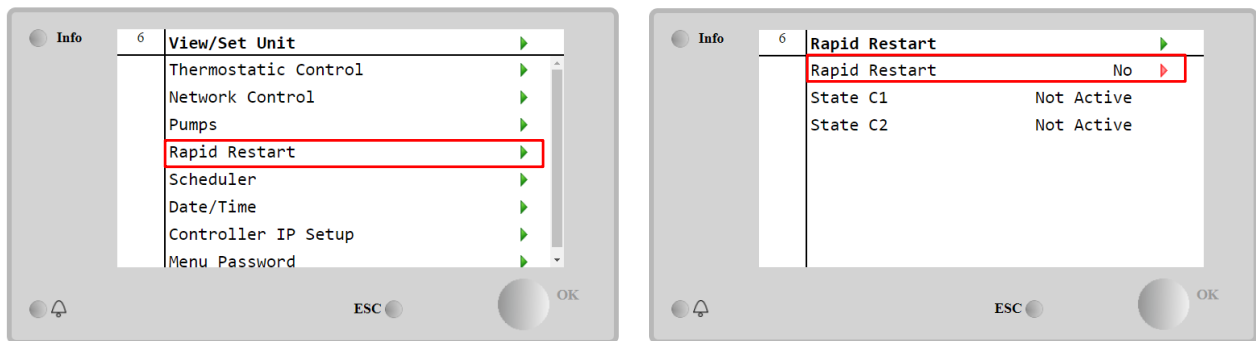 Info
6 View/Set Unit
Thermostatic Control
Network Control
Pumps
Rapid Restart
Scheduler
Date/Time
Controller IP Setup
Menu Password
ESC
OK
Info
6 Rapid Restart
Rapid Restart No
State C1 Not Active
State C2 Not Active
ESC
OK